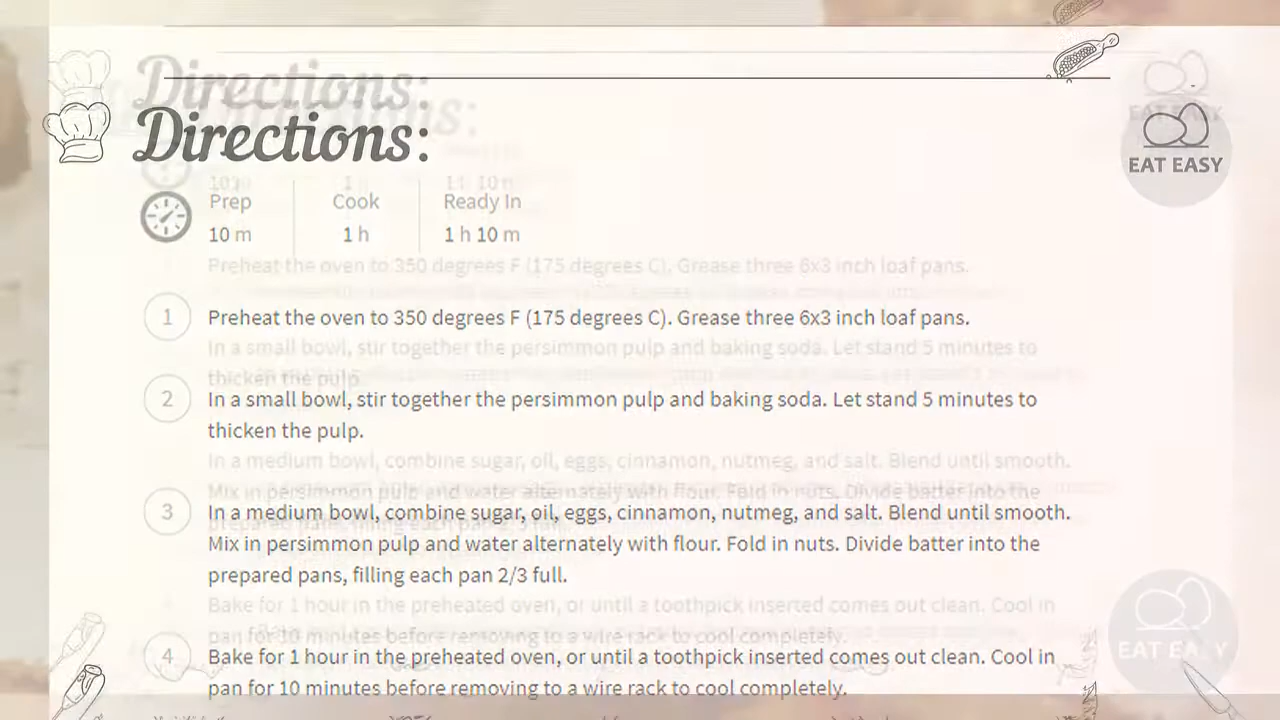 Directions:
EAT EASY
Prep Cook Ready In
10 m 1 h 1 h 10 m
1 Preheat the oven to 350 degrees F (175 degrees C). Grease three 6x3 inch loaf pans.
2 In a small bowl, stir together the persimmon pulp and baking soda. Let stand 5 minutes to
thicken the pulp.
3 In a medium bowl, combine sugar, oil, eggs, cinnamon, nutmeg, and salt. Blend until smooth.
Mix in persimmon pulp and water alternately with flour. Fold in nuts. Divide batter into the
prepared pans, filling each pan 2/3 full.
4 Bake for 1 hour in the preheated oven, or until a toothpick inserted comes out clean. Cool in
pan for 10 minutes before removing to a wire rack to cool completely.
EAT EASY